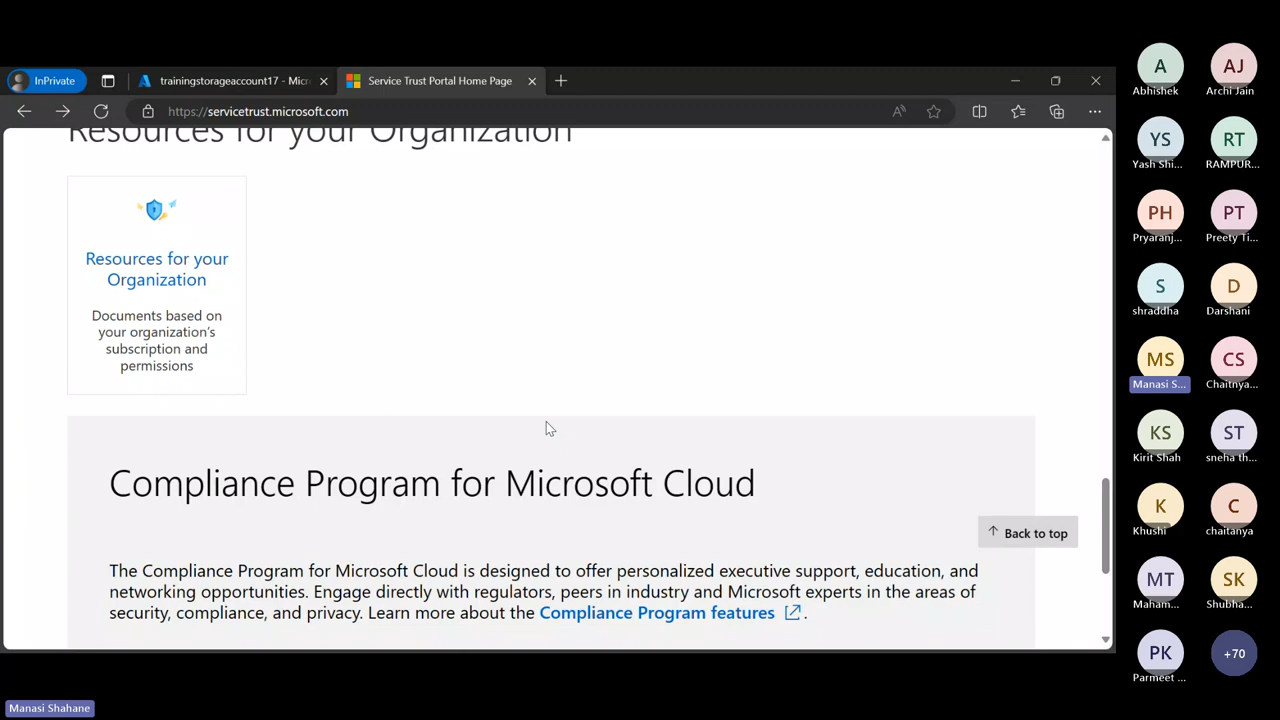 InPrivate
trainingstorageaccount17 - Micr
Service Trust Portal Home Page
https://servicetrust.microsoft.com
Resources for your Organization
Resources for your
Organization
Documents based on
your organization's
subscription and
permissions
Compliance Program for Microsoft Cloud
Back to top
The Compliance Program for Microsoft Cloud is designed to offer personalized executive support, education, and
networking opportunities. Engage directly with regulators, peers in industry and Microsoft experts in the areas of
security, compliance, and privacy. Learn more about the Compliance Program features .
A
Abhishek
AJ
Archi Jain
YS
Yash Shi...
RT
RAMPUR...
PH
Pryaranj...
PT
Preety Ti...
S
shraddha
D
Darshani
MS
Manasi S...
CS
Chaitnya...
KS
Kirit Shah
ST
sneha th...
K
Khushi
C
chaitanya
MT
Maham...
SK
Shubha...
PK
Parmeet ...
+70
Manasi Shahane